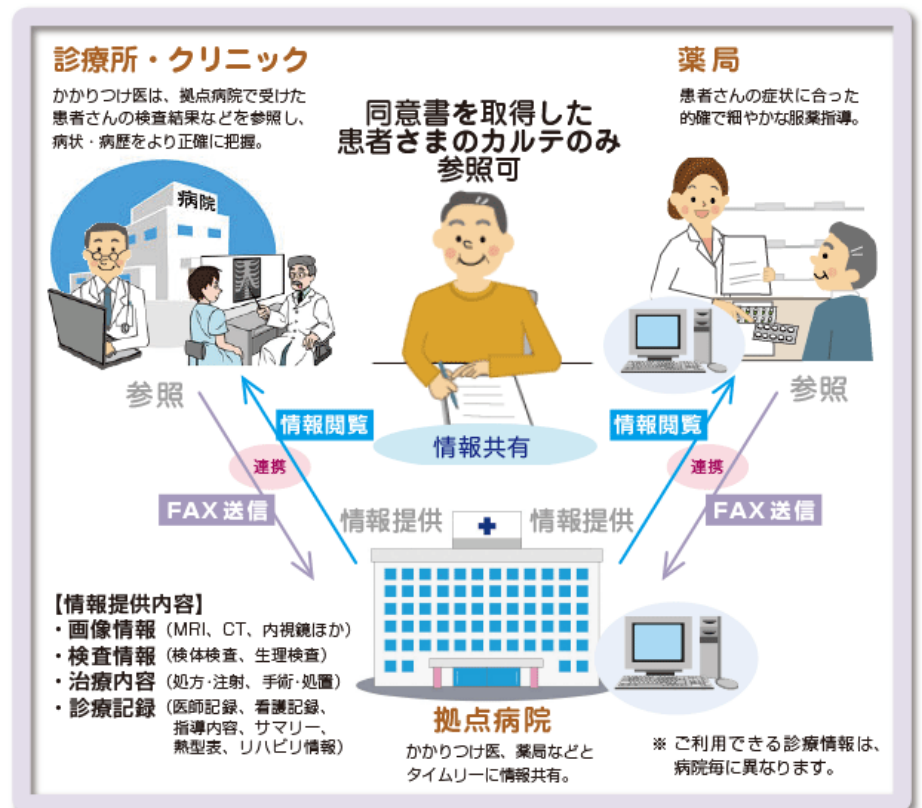 診療所・クリニック
かかりつけ医は、拠点病院で受けた
患者さんの検査結果などを参照し、
病状・病歴をより正確に把握。
病院
同意書を取得した
患者さまのカルテのみ
参照可
薬局
患者さんの症状に合った
的確で細やかな服薬指導。
参照
情報閲覧
連携
FAX送信
情報共有
参照
情報閲覧
連携
FAX送信
情報提供
情報提供
【情報提供内容】
・画像情報（MRI、CT、内視鏡ほか）
・検査情報（検体検査、生理検査）
・治療内容（処方・注射、手術・処置）
・診療記録（医師記録、看護記録、
指導内容、サマリー、
熱型表、リハビリ情報）
拠点病院
かかりつけ医、薬局などと
タイムリーに情報共有。
※ ご利用できる診療情報は、
病院毎に異なります。